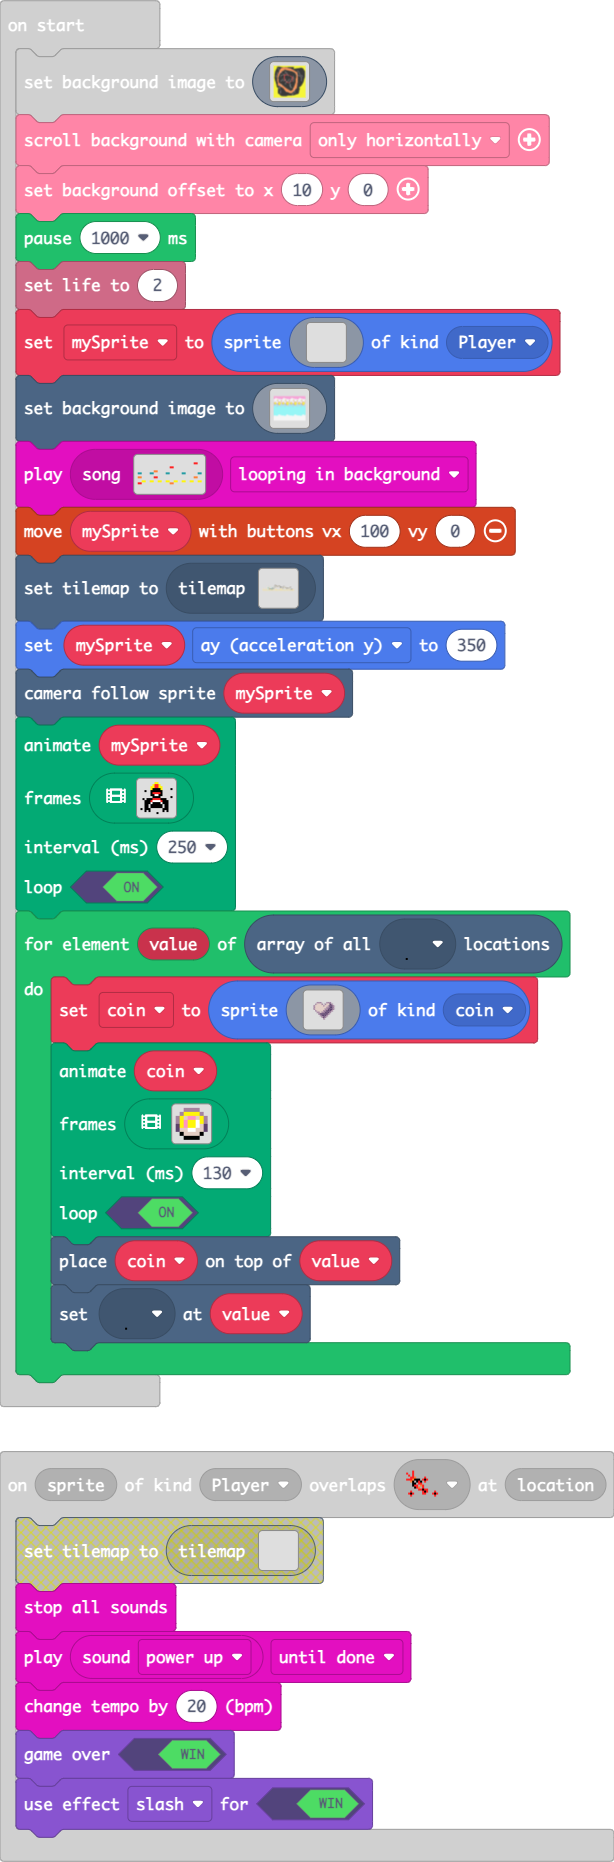 on start
set background image to
scroll background with camera only horizontally
set background offset to x 10 y 0
pause 1000 ms
set life to 2
set mySprite to sprite of kind Player
set background image to
play song looping in background
move mySprite with buttons vx 100 vy 0
set tilemap to tilemap
set mySprite ay (acceleration y) to 350
camera follow sprite mySprite
animate mySprite
frames
interval (ms) 250
loop ON
for element value of array of all locations
do
set coin to sprite of kind coin
animate coin
frames
interval (ms) 130
loop ON
place coin on top of value
set at value
on sprite of kind Player overlaps at location
set tilemap to tilemap
stop all sounds
play sound power up until done
change tempo by 20 (bpm)
game over WIN
use effect slash for WIN